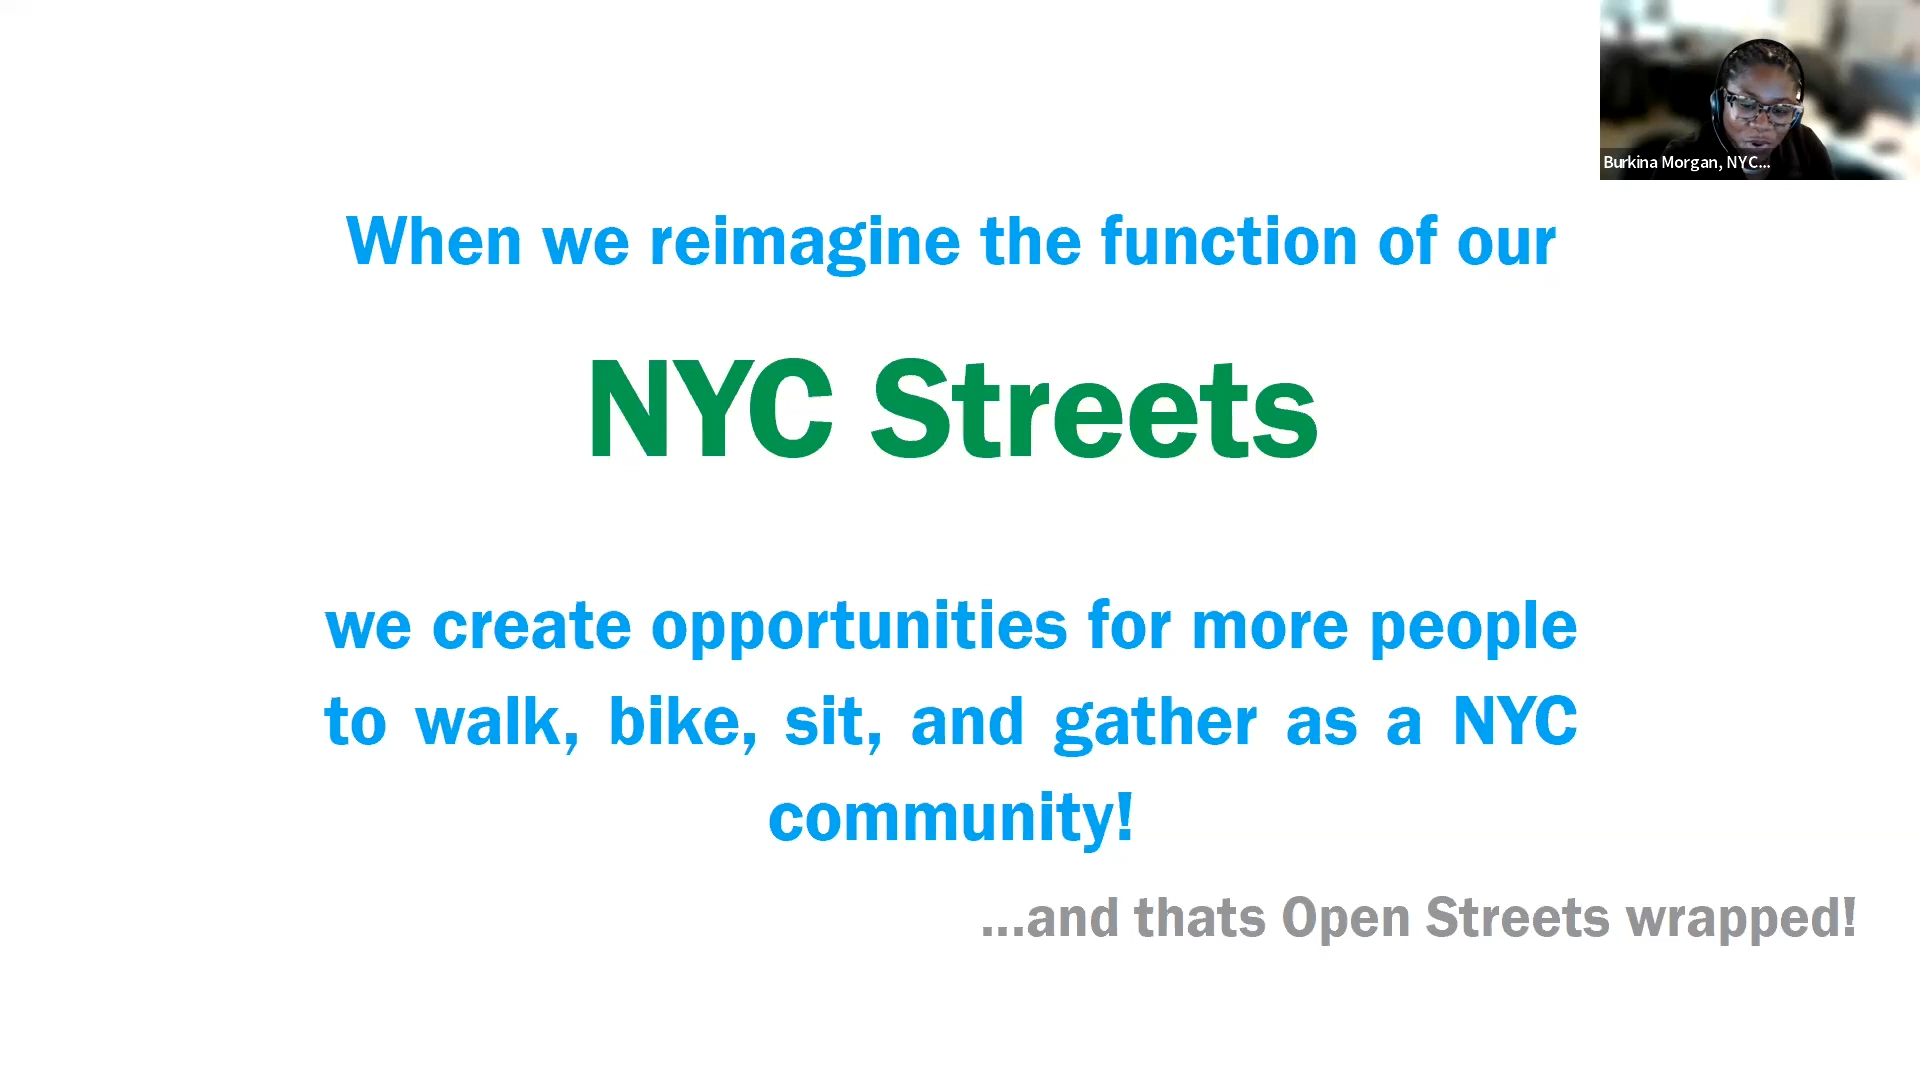 Burkina Morgan, NYC...
When we reimagine the function of our
NYC Streets
we create opportunities for more people
to walk, bike, sit, and gather as a NYC
community!
...and thats Open Streets wrapped!